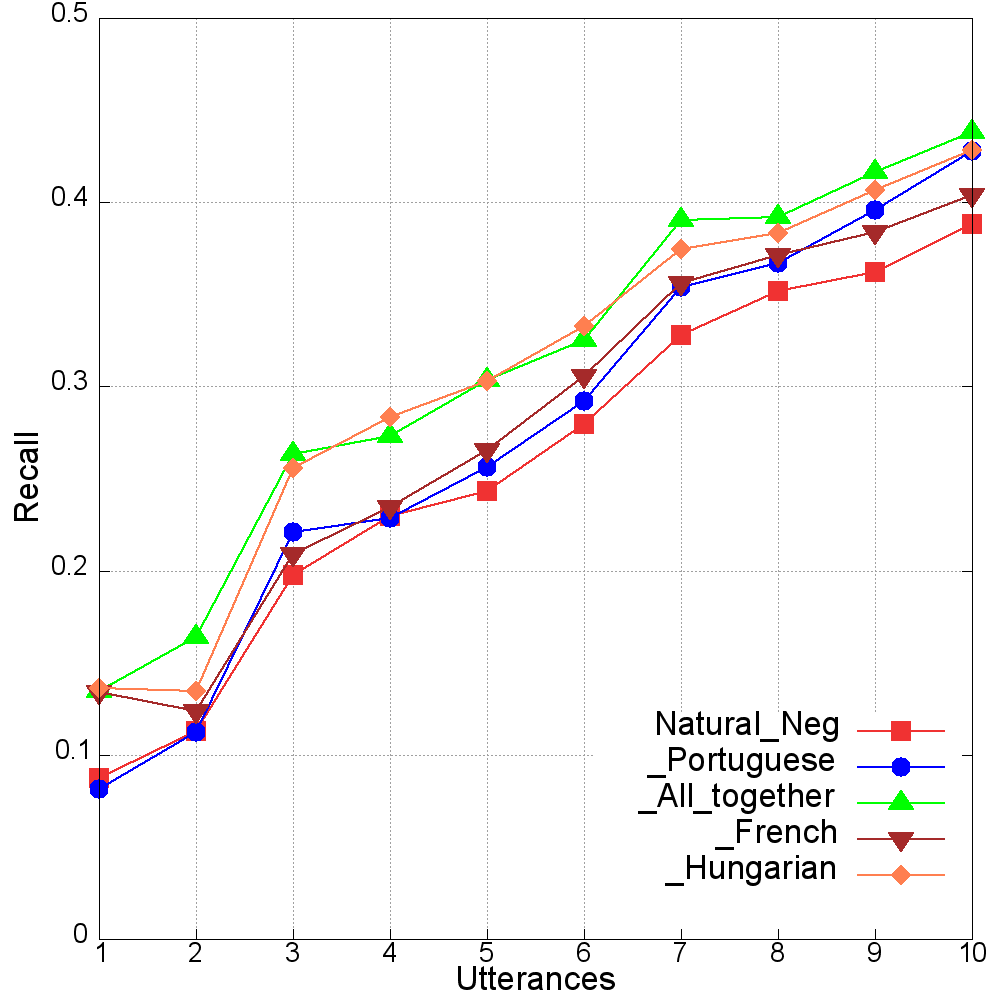 0.5
0.4
0.3
0.2
0.1
0
Recall
1 2 3 4 5 6 7 8 9 10
Utterances
Natural_Neg
_Portuguese
_All_together
_French
_Hungarian